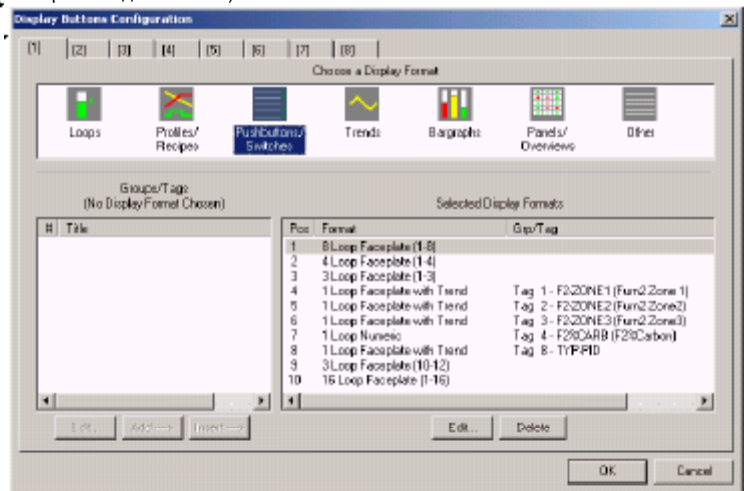 Display Buttons Configuration
[1] [2] [3] [4] [5] [6] [7] [8]
Choose a Display Format
Loops
Profiles/
Recipes
Pushbuttons/
Switches
Trends
Bargraphs
Panels/
Overviews
Other
Groups/Tags
(No Display Format Chosen)
Selected Display Formats
# Title
Pos Format Grp/Tag
1 8 Loop Faceplate (1-8)
2 4 Loop Faceplate (1-4)
3 3 Loop Faceplate (1-3)
4 1 Loop Faceplate with Trend Tag 1 - F2-ZONE1 (Furn2 Zone 1)
5 1 Loop Faceplate with Trend Tag 2 - F2-ZONE2 (Furn2 Zone2)
6 1 Loop Faceplate with Trend Tag 3 - F2-ZONE3 (Furn2 Zone3)
7 1 Loop Numeric Tag 4 - F2%CARB (F2%Carbon)
8 1 Loop Faceplate with Trend Tag 8 - TYP-PID
9 3 Loop Faceplate (10-12)
10 16 Loop Faceplate (1-16)
Edit... Add --> Insert --> Edit... Delete
OK Cancel